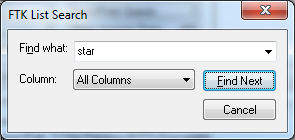 FTK List Search
Find what: star
Column: All Columns Find Next
Cancel